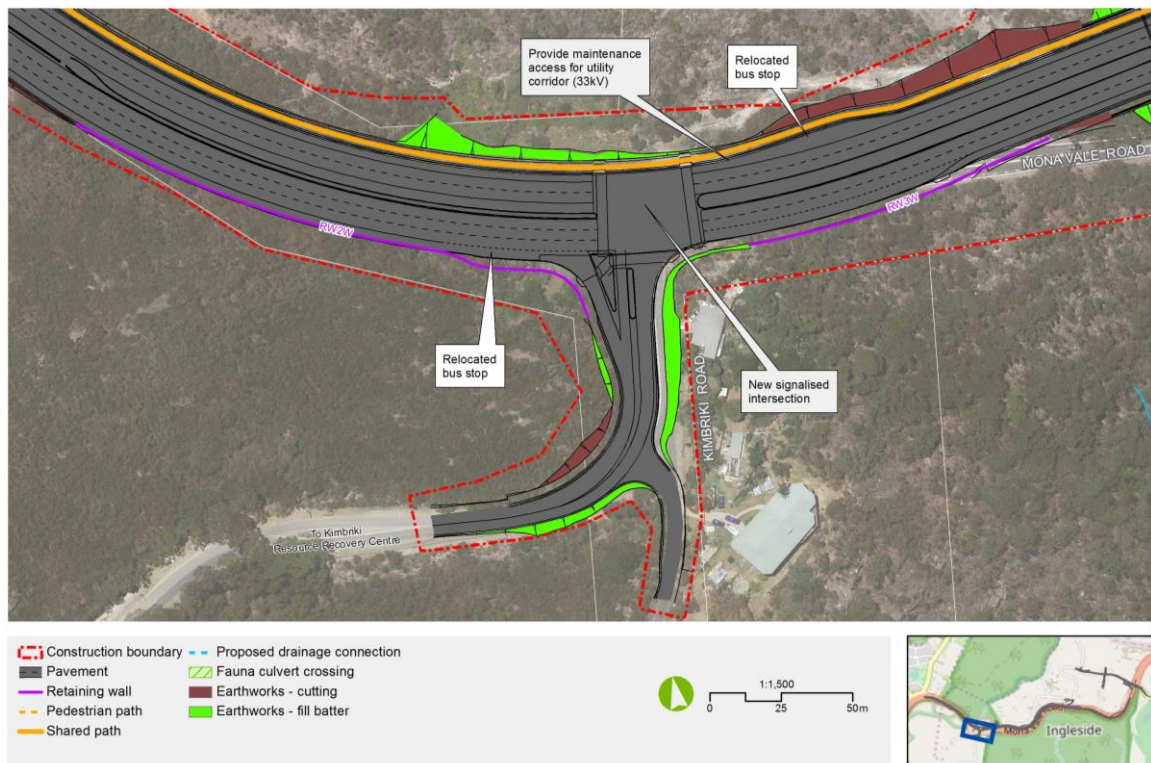 Provide maintenance
access for utility
corridor (33kV)
Relocated
bus stop
MONA VALE ROAD
RW2W
RW3W
Relocated
bus stop
New signalised
intersection
KIMBRIKI ROAD
To Kimbriki
Resource Recovery Centre
Construction boundary
Pavement
Retaining wall
Pedestrian path
Shared path
Proposed drainage connection
Fauna culvert crossing
Earthworks - cutting
Earthworks - fill batter
1:1,500
0 25 50m
Mona
Ingleside